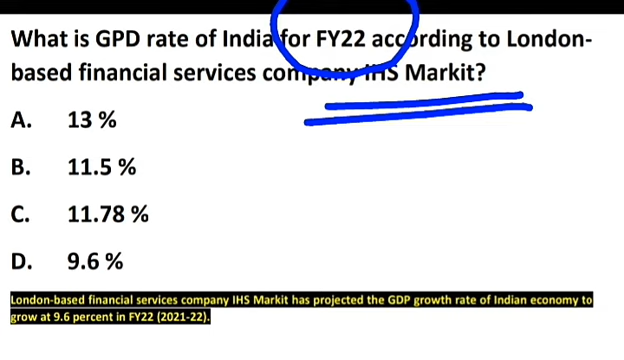 What is GPD rate of India for FY22 according to London-
based financial services company IHS Markit?
A. 13 %
B. 11.5 %
C. 11.78 %
D. 9.6 %
London-based financial services company IHS Markit has projected the GDP growth rate of Indian economy to
grow at 9.6 percent in FY22 (2021-22).